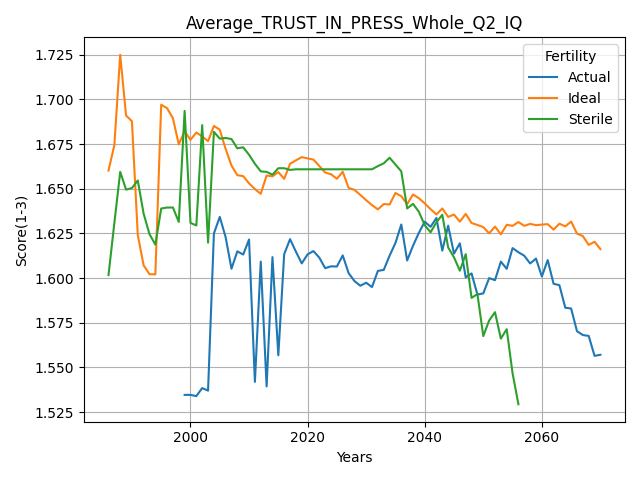 Average_TRUST_IN_PRESS_Whole_Q2_IQ
Fertility
Actual
Ideal
Sterile
Score(1-3)
1.725
1.700
1.675
1.650
1.625
1.600
1.575
1.550
1.525
2000
2020
2040
2060
Years